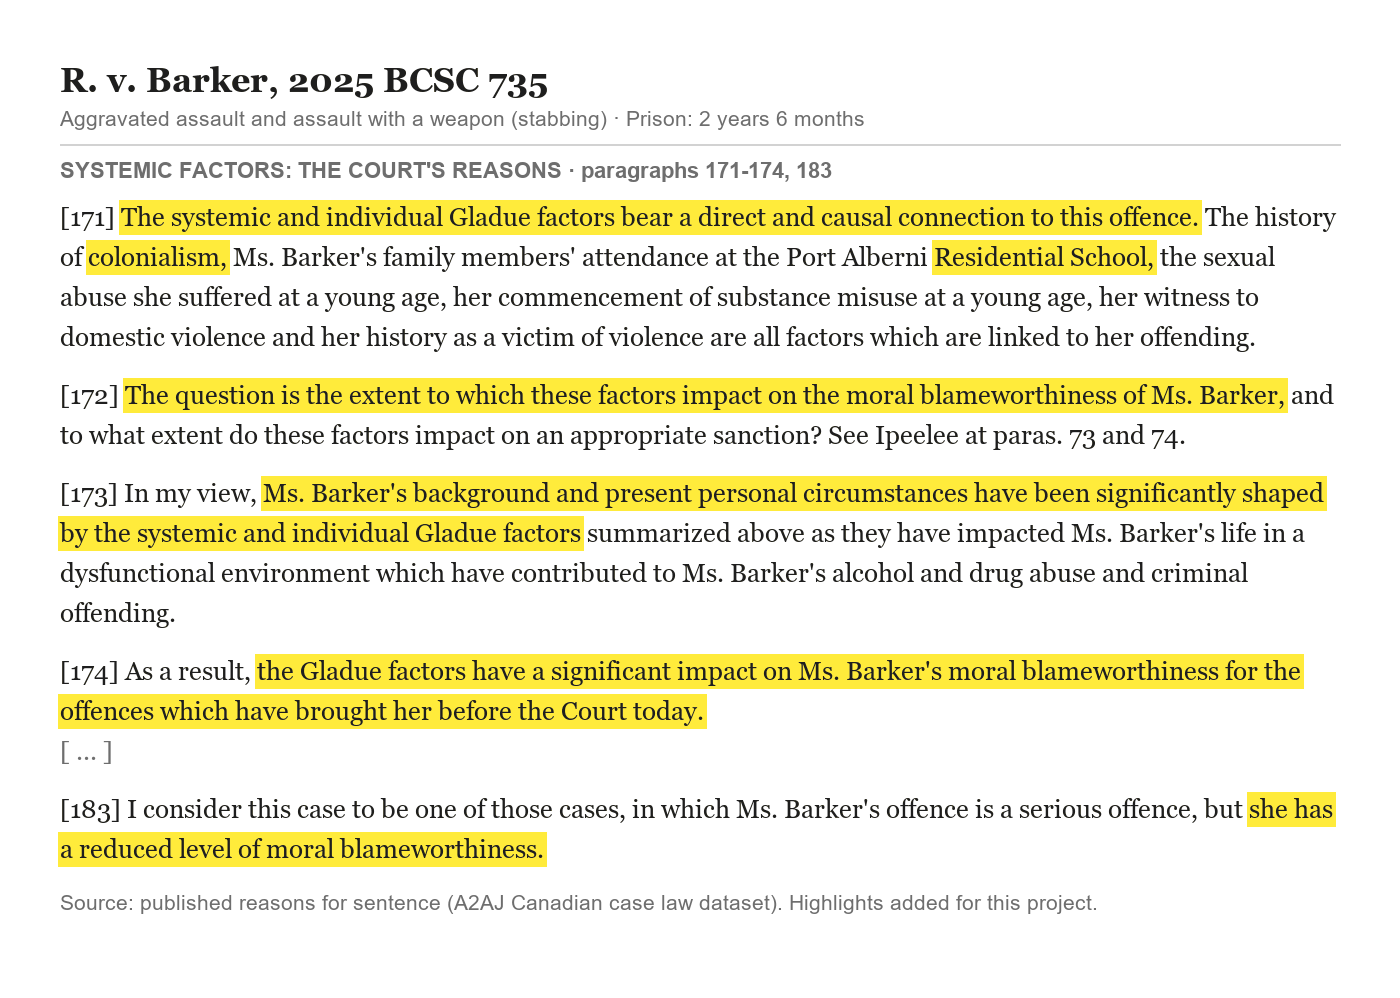 R. v. Barker, 2025 BCSC 735
Aggravated assault and assault with a weapon (stabbing) · Prison: 2 years 6 months
SYSTEMIC FACTORS: THE COURT'S REASONS · paragraphs 171-174, 183
[171] The systemic and individual Gladue factors bear a direct and causal connection to this offence. The history
of colonialism, Ms. Barker's family members' attendance at the Port Alberni Residential School, the sexual
abuse she suffered at a young age, her commencement of substance misuse at a young age, her witness to
domestic violence and her history as a victim of violence are all factors which are linked to her offending.
[172] The question is the extent to which these factors impact on the moral blameworthiness of Ms. Barker, and
to what extent do these factors impact on an appropriate sanction? See Ipeelee at paras. 73 and 74.
[173] In my view, Ms. Barker's background and present personal circumstances have been significantly shaped
by the systemic and individual Gladue factors summarized above as they have impacted Ms. Barker's life in a
dysfunctional environment which have contributed to Ms. Barker's alcohol and drug abuse and criminal
offending.
[174] As a result, the Gladue factors have a significant impact on Ms. Barker's moral blameworthiness for the
offences which have brought her before the Court today.
[ ... ]
[183] I consider this case to be one of those cases, in which Ms. Barker's offence is a serious offence, but she has
a reduced level of moral blameworthiness.
Source: published reasons for sentence (A2AJ Canadian case law dataset). Highlights added for this project.